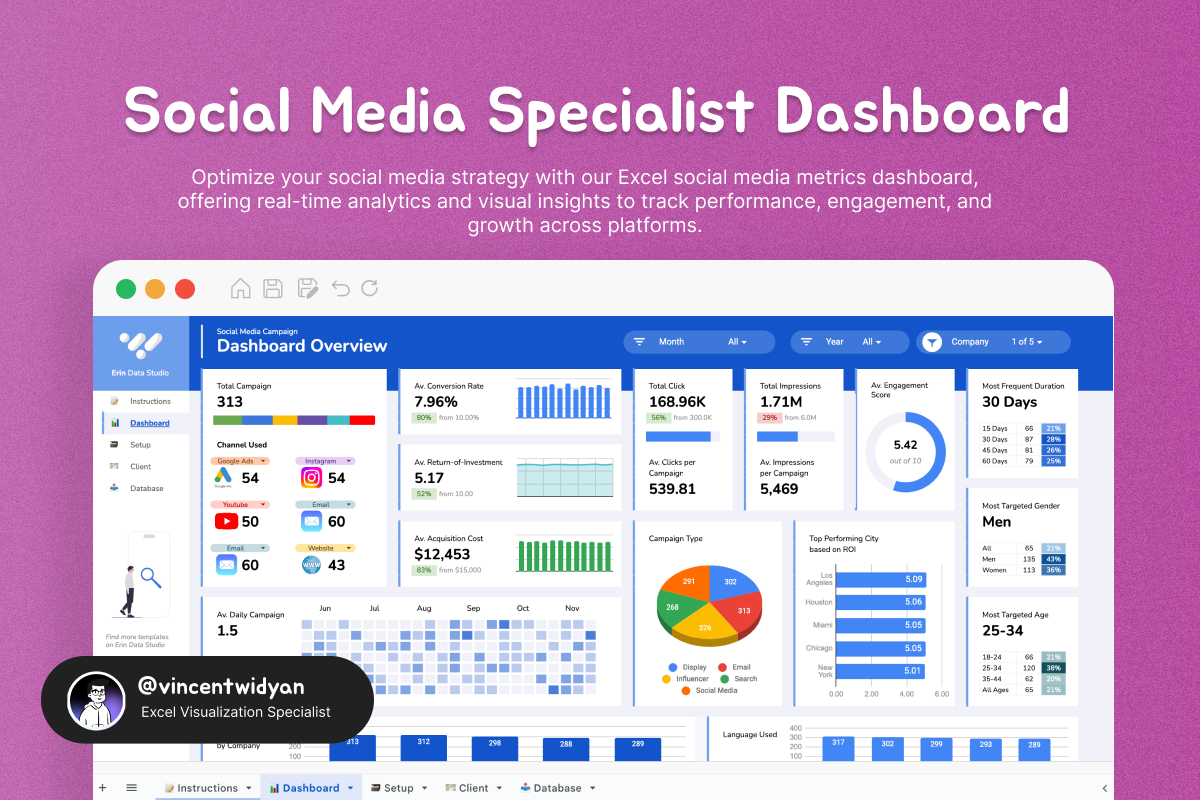 Social Media Specialist Dashboard
Optimize your social media strategy with our Excel social media metrics dashboard,
offering real-time analytics and visual insights to track performance, engagement, and
growth across platforms.
Erin Data Studio
Social Media Campaign
Dashboard Overview
Month All
Year All
Company 1 of 5
Instructions
Dashboard
Setup
Client
Database
Find more templates
on Erin Data Studio
Total Campaign
313
Channel Used
Google Ads
54
Instagram
54
Youtube
50
Email
60
Email
60
Website
WWW
43
Av. Conversion Rate
7.96%
80% from 10.00%
Av. Return-of-Investment
5.17
52% from 10.00
Av. Acquisition Cost
$12,453
83% from $15,000
Total Click
168.96K
56% from 300.0K
Av. Clicks per
Campaign
539.81
Total Impressions
1.71M
29% from 6.0M
Av. Impressions
per Campaign
5,469
Av. Engagement
Score
5.42
out of 10
Most Frequent Duration
30 Days
15 Days 66 21%
30 Days 87 28%
45 Days 81 26%
60 Days 79 25%
Most Targeted Gender
Men
All 65 21%
Men 135 43%
Women 113 36%
Most Targeted Age
25-34
18-24 66 21%
25-34 120 38%
35-44 62 20%
All Ages 65 21%
Av. Daily Campaign
1.5
Jun Jul Aug Sep Oct Nov
Campaign Type
291 302
268 313
326
Display Email
Influencer Search
Social Media
Top Performing City
based on ROI
Los
Angeles 5.09
Houston 5.06
Miami 5.05
Chicago 5.05
New
York 5.01
0.00 2.00 4.00 6.00
by Company
200
100
313 312 298 288 289
Language Used
400
300
200
100
317 302 299 293 289
@vincentwidyan
Excel Visualization Specialist
+ Instructions Dashboard Setup Client Database